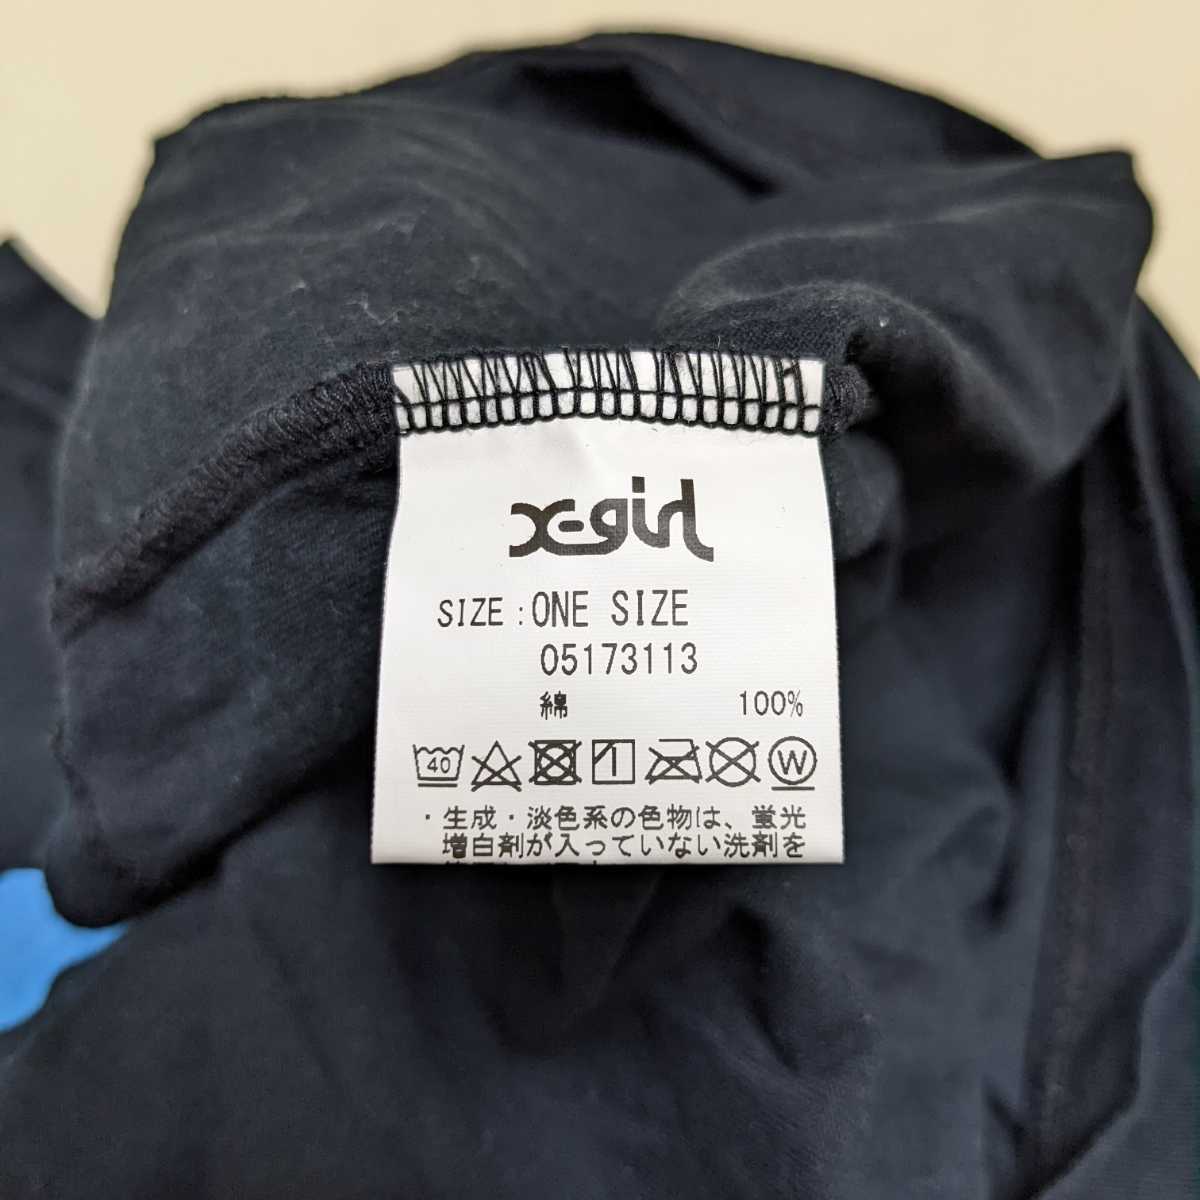 X-girl
SIZE : ONE SIZE
05173113
綿 100%
40 W
・生成・淡色系の色物は、蛍光
増白剤が入っていない洗剤を